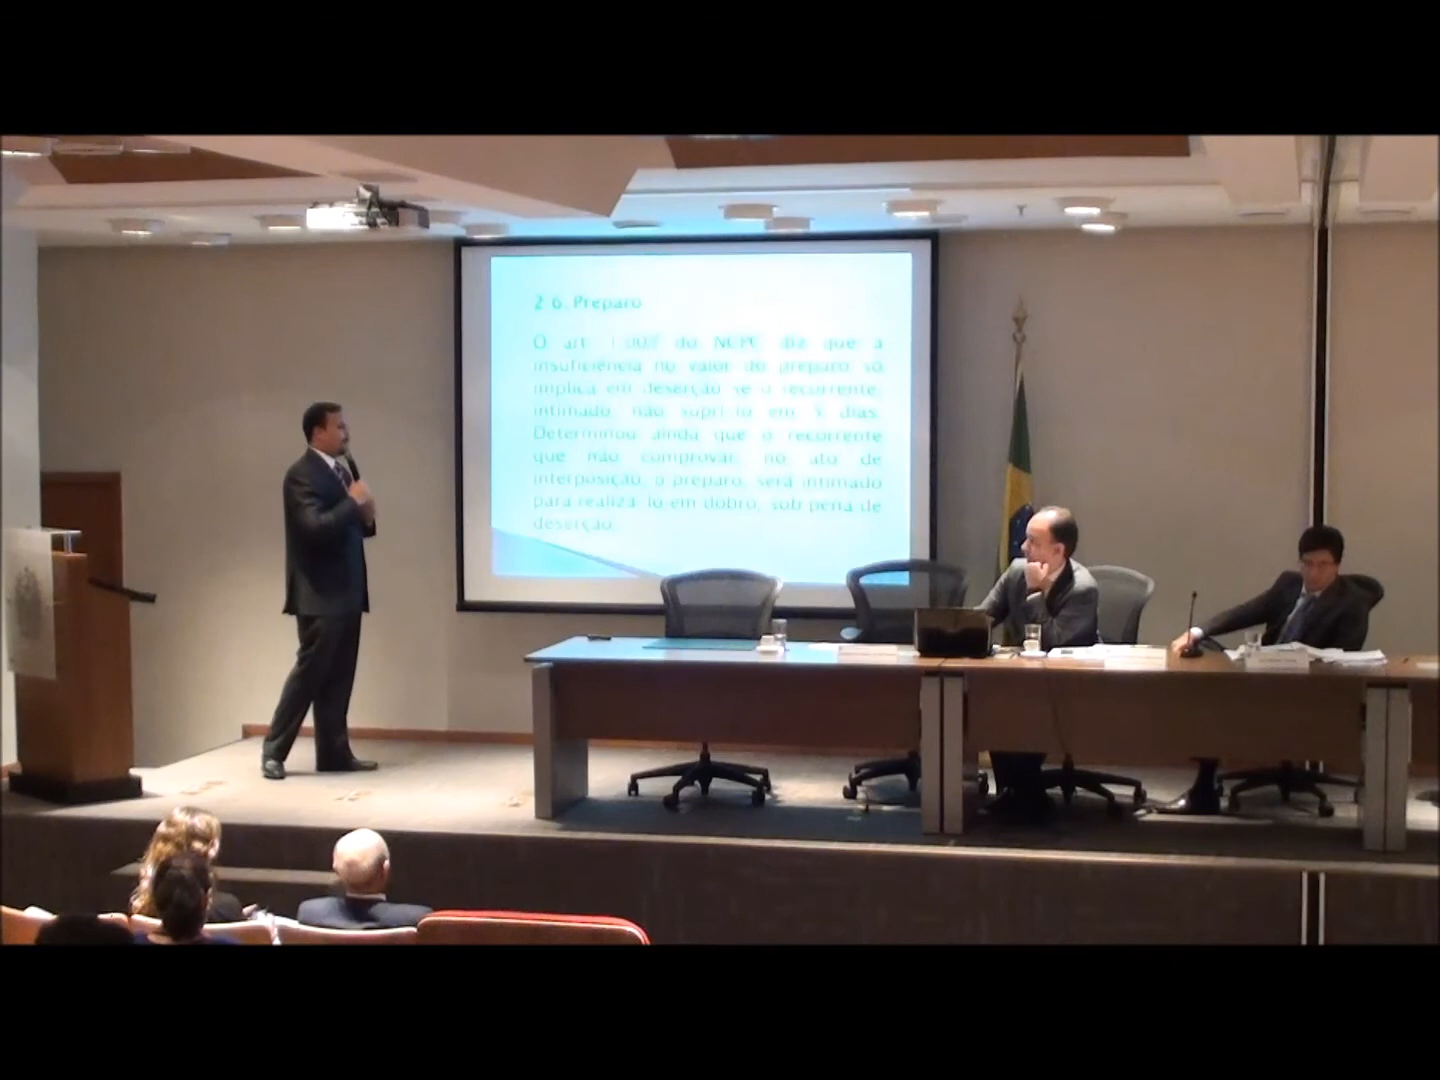 2 6. Preparo
O art. 1.007 do NCPC diz que a
insuficiência no valor do preparo só
implica em deserção se o recorrente,
intimado, não supri-lo em 5 dias.
Determinou ainda que o recorrente
que não comprovar, no ato de
interposição, o preparo, será intimado
para realizá-lo em dobro, sob pena de
deserção.